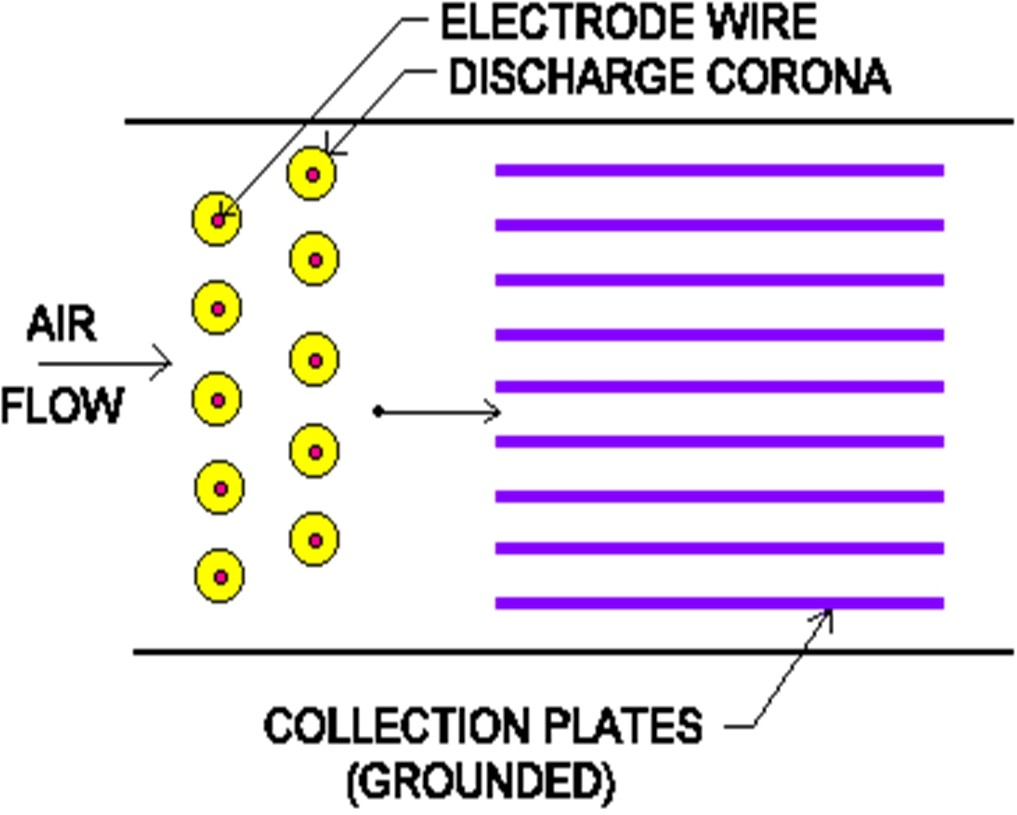 ELECTRODE WIRE
DISCHARGE CORONA
AIR
FLOW
COLLECTION PLATES
(GROUNDED)